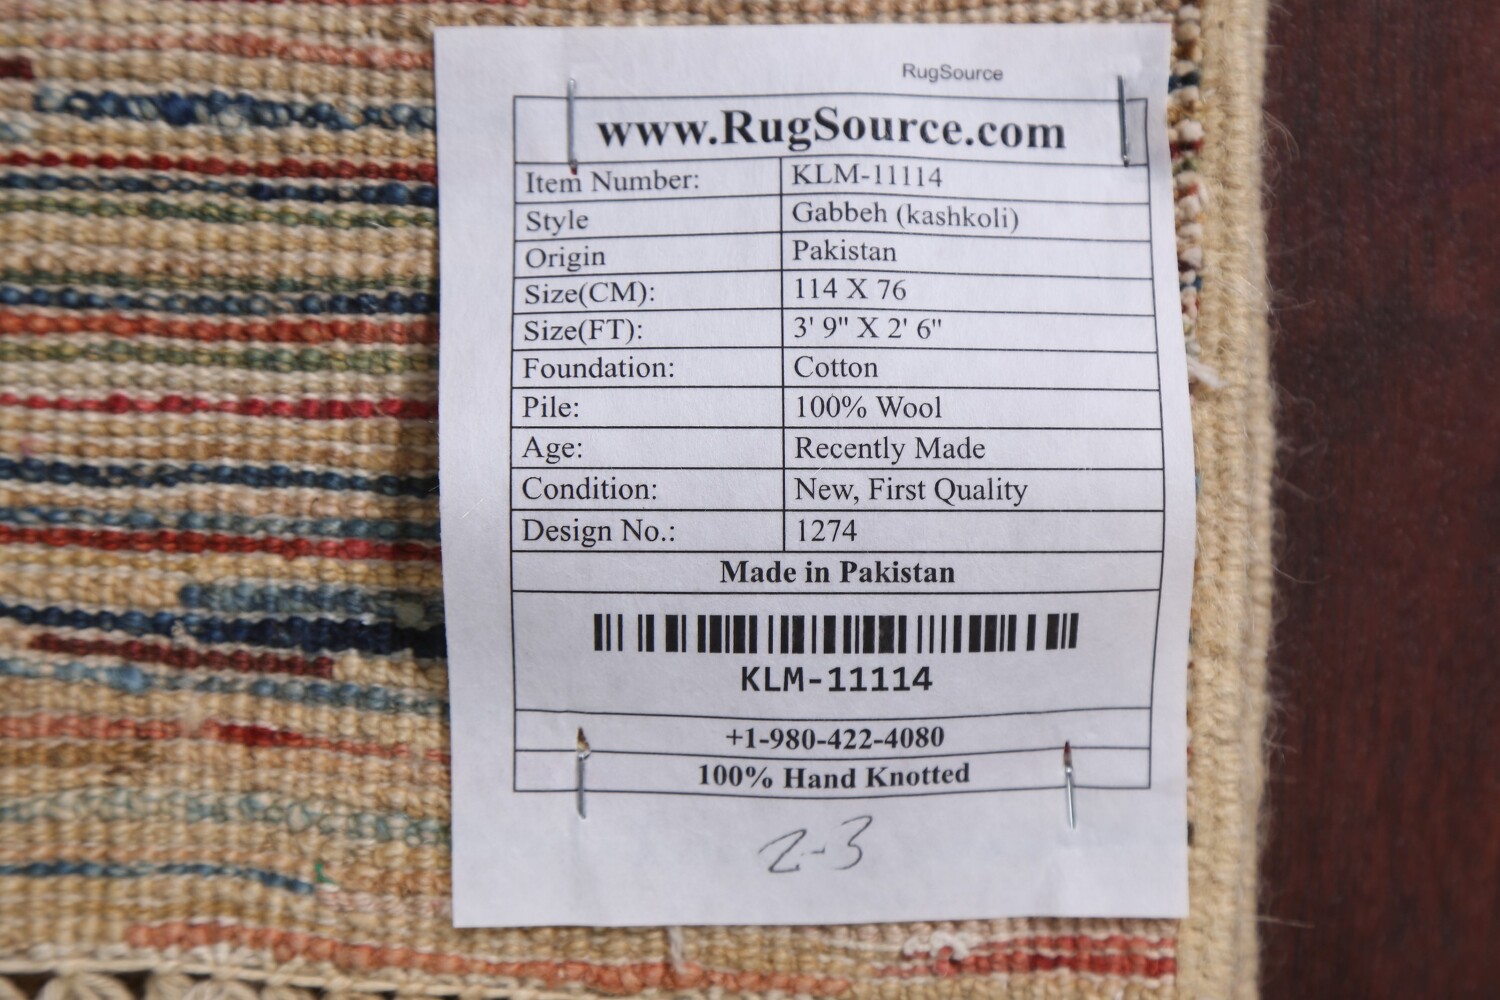 RugSource
www.RugSource.com
Item Number: KLM-11114
Style Gabbeh (kashkoli)
Origin Pakistan
Size(CM): 114 X 76
Size(FT): 3' 9" X 2' 6"
Foundation: Cotton
Pile: 100% Wool
Age: Recently Made
Condition: New, First Quality
Design No.: 1274
Made in Pakistan
KLM-11114
+1-980-422-4080
100% Hand Knotted
2-3